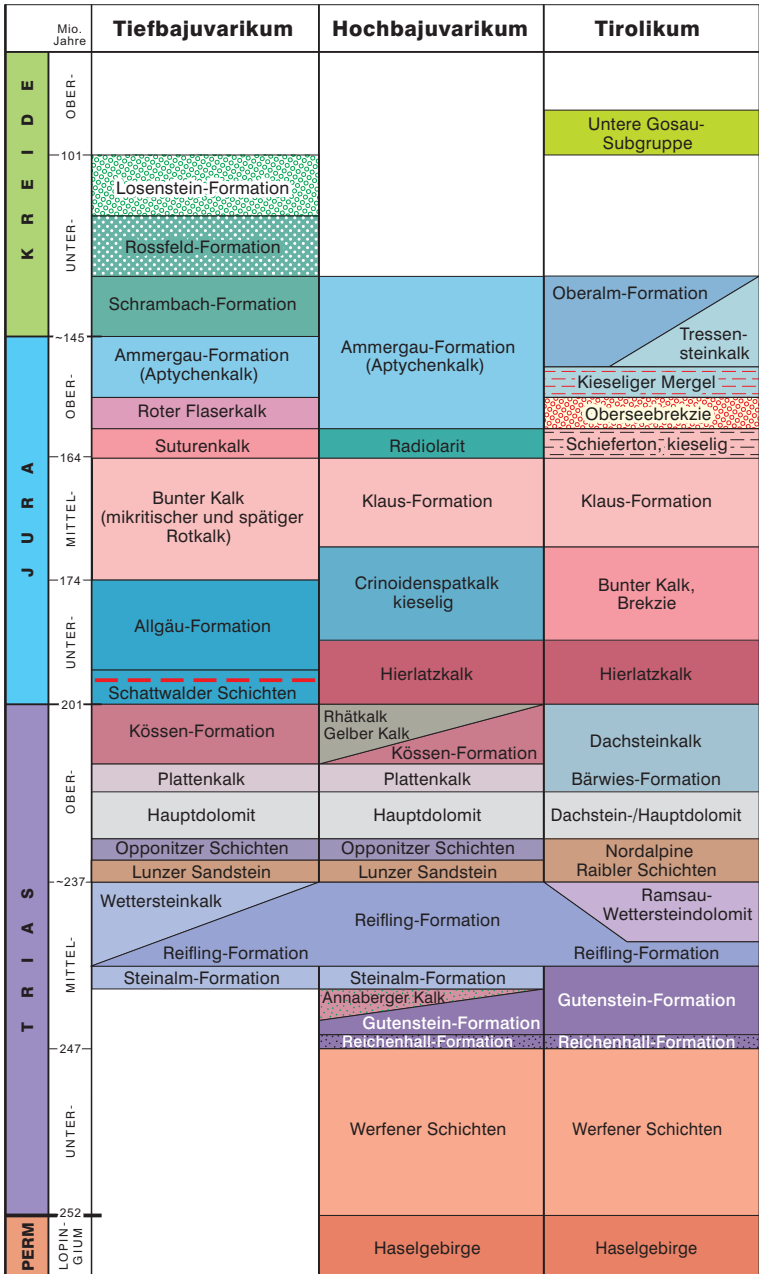 Mio.
Jahre
Tiefbajuvarikum
Hochbajuvarikum
Tirolikum
KREIDE
OBER-
Untere Gosau-
Subgruppe
101
UNTER-
Losenstein-Formation
Rossfeld-Formation
Schrambach-Formation
Ammergau-Formation
(Aptychenkalk)
Oberalm-Formation
Tressen-
steinkalk
~145
JURA
OBER-
Ammergau-Formation
(Aptychenkalk)
Kieseliger Mergel
Roter Flaserkalk
Oberseebrekzie
Suturenkalk
Radiolarit
Schieferton, kieselig
164
MITTEL-
Bunter Kalk
(mikritischer und spätiger
Rotkalk)
Klaus-Formation
Klaus-Formation
Crinoidenspatkalk
kieselig
Bunter Kalk,
Brekzie
174
UNTER-
Allgäu-Formation
Schattwalder Schichten
Hierlatzkalk
Hierlatzkalk
201
TRIAS
OBER-
Kössen-Formation
Rhätkalk
Gelber Kalk
Kössen-Formation
Dachsteinkalk
Plattenkalk
Plattenkalk
Bärwies-Formation
Hauptdolomit
Hauptdolomit
Dachstein-/Hauptdolomit
Opponitzer Schichten
Opponitzer Schichten
Nordalpine
Raibler Schichten
Lunzer Sandstein
Lunzer Sandstein
~237
MITTEL-
Wettersteinkalk
Reifling-Formation
Reifling-Formation
Ramsau-
Wettersteindolomit
Reifling-Formation
Steinalm-Formation
Steinalm-Formation
Annaberger Kalk
Gutenstein-Formation
Gutenstein-Formation
Reichenhall-Formation
Reichenhall-Formation
247
UNTER-
Werfener Schichten
Werfener Schichten
252
PERM
LOPIN-
GIUM
Haselgebirge
Haselgebirge